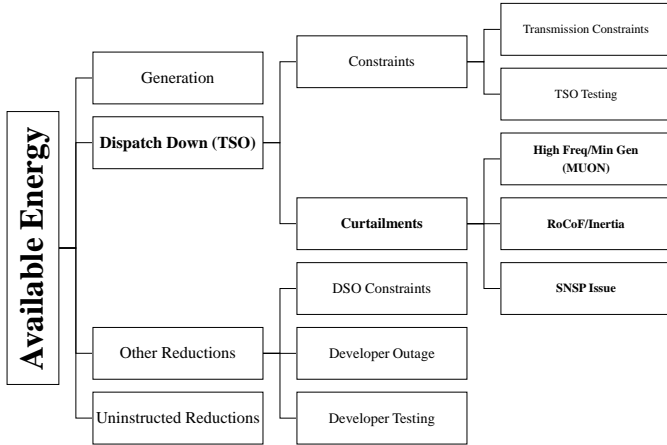 Available Energy
Generation
Dispatch Down (TSO)
Other Reductions
Uninstructed Reductions
Constraints
Curtailments
DSO Constraints
Developer Outage
Developer Testing
Transmission Constraints
TSO Testing
High Freq/Min Gen
(MUON)
RoCoF/Inertia
SNSP Issue